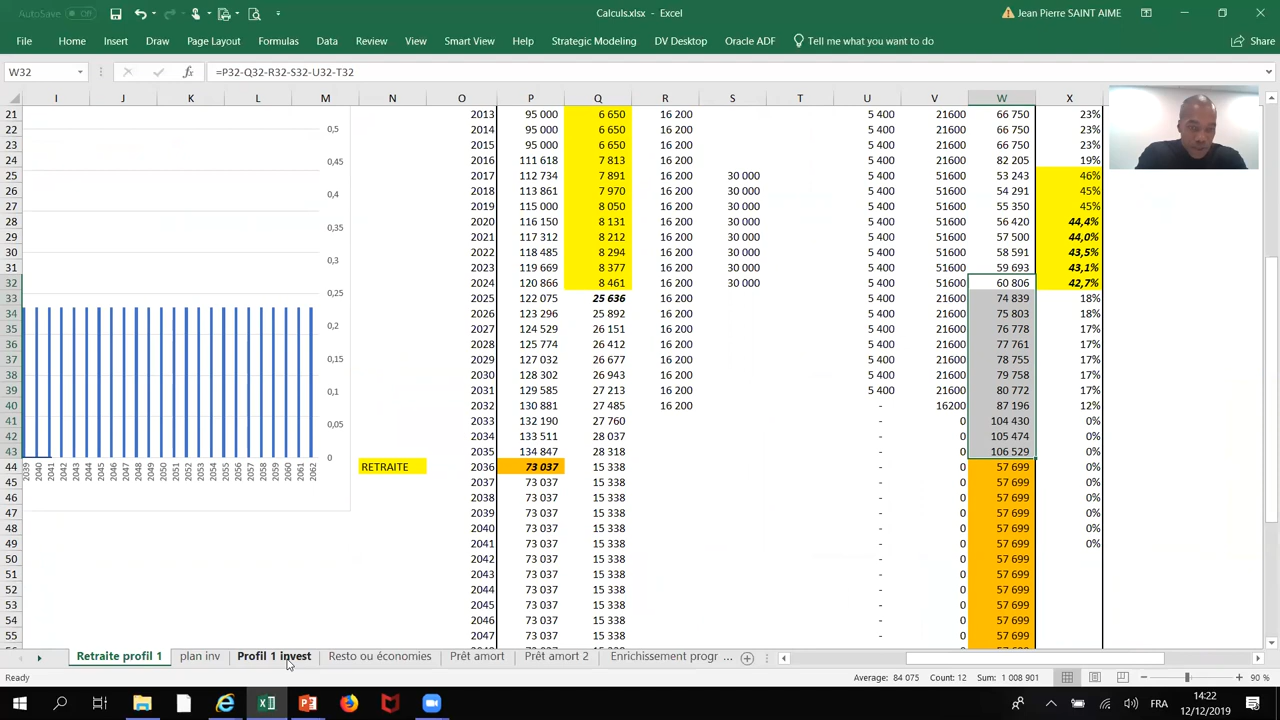 AutoSave Off Calculs.xlsx - Excel Jean Pierre SAINT AIME
File Home Insert Draw Page Layout Formulas Data Review View Smart View Help Strategic Modeling DV Desktop Oracle ADF Tell me what you want to do Share
W32 fx =P32-Q32-R32-S32-U32-T32
I J K L M N O P Q R S T U V W X
21 2013 95 000 6 650 16 200 5 400 21600 66 750 23%
22 0,5 2014 95 000 6 650 16 200 5 400 21600 66 750 23%
23 2015 95 000 6 650 16 200 5 400 21600 66 750 23%
24 0,45 2016 111 618 7 813 16 200 5 400 21600 82 205 19%
25 2017 112 734 7 891 16 200 30 000 5 400 51600 53 243 46%
26 0,4 2018 113 861 7 970 16 200 30 000 5 400 51600 54 291 45%
27 2019 115 000 8 050 16 200 30 000 5 400 51600 55 350 45%
28 0,35 2020 116 150 8 131 16 200 30 000 5 400 51600 56 420 44,4%
29 2021 117 312 8 212 16 200 30 000 5 400 51600 57 500 44,0%
30 0,3 2022 118 485 8 294 16 200 30 000 5 400 51600 58 591 43,5%
31 2023 119 669 8 377 16 200 30 000 5 400 51600 59 693 43,1%
32 0,25 2024 120 866 8 461 16 200 30 000 5 400 51600 60 806 42,7%
33 2025 122 075 25 636 16 200 5 400 21600 74 839 18%
34 2026 123 296 25 892 16 200 5 400 21600 75 803 18%
35 0,2 2027 124 529 26 151 16 200 5 400 21600 76 778 17%
36 2028 125 774 26 412 16 200 5 400 21600 77 761 17%
37 0,15 2029 127 032 26 677 16 200 5 400 21600 78 755 17%
38 2030 128 302 26 943 16 200 5 400 21600 79 758 17%
39 0,1 2031 129 585 27 213 16 200 5 400 21600 80 772 17%
40 2032 130 881 27 485 16 200 - 16200 87 196 12%
41 0,05 2033 132 190 27 760 - 0 104 430 0%
42 2034 133 511 28 037 - 0 105 474 0%
43 0 2035 134 847 28 318 - 0 106 529 0%
44 2039 2040 2041 2042 2043 2044 2045 2046 2047 2048 2049 2050 2051 2052 2053 2054 2055 2056 2057 2058 2059 2060 2061 2062 RETRAITE 2036 73 037 15 338 - 0 57 699 0%
45 2037 73 037 15 338 - 0 57 699 0%
46 2038 73 037 15 338 - 0 57 699 0%
47 2039 73 037 15 338 - 0 57 699 0%
48 2040 73 037 15 338 - 0 57 699 0%
49 2041 73 037 15 338 - 0 57 699 0%
50 2042 73 037 15 338 - 0 57 699
51 2043 73 037 15 338 - 0 57 699
52 2044 73 037 15 338 - 0 57 699
53 2045 73 037 15 338 - 0 57 699
54 2046 73 037 15 338 - 0 57 699
55 2047 73 037 15 338 - 0 57 699
Retraite profil 1 plan inv Profil 1 invest Resto ou économies Prêt amort Prêt amort 2 Enrichissement progr ...
Ready Average: 84 075 Count: 12 Sum: 1 008 901 90 %
FR 14:22
12/12/2019